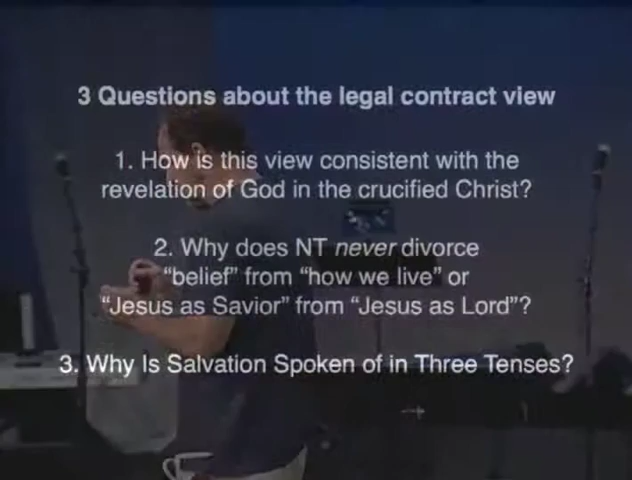 3 Questions about the legal contract view
1. How is this view consistent with the
revelation of God in the crucified Christ?
2. Why does NT never divorce
“belief” from “how we live” or
“Jesus as Savior” from “Jesus as Lord”?
3. Why Is Salvation Spoken of in Three Tenses?